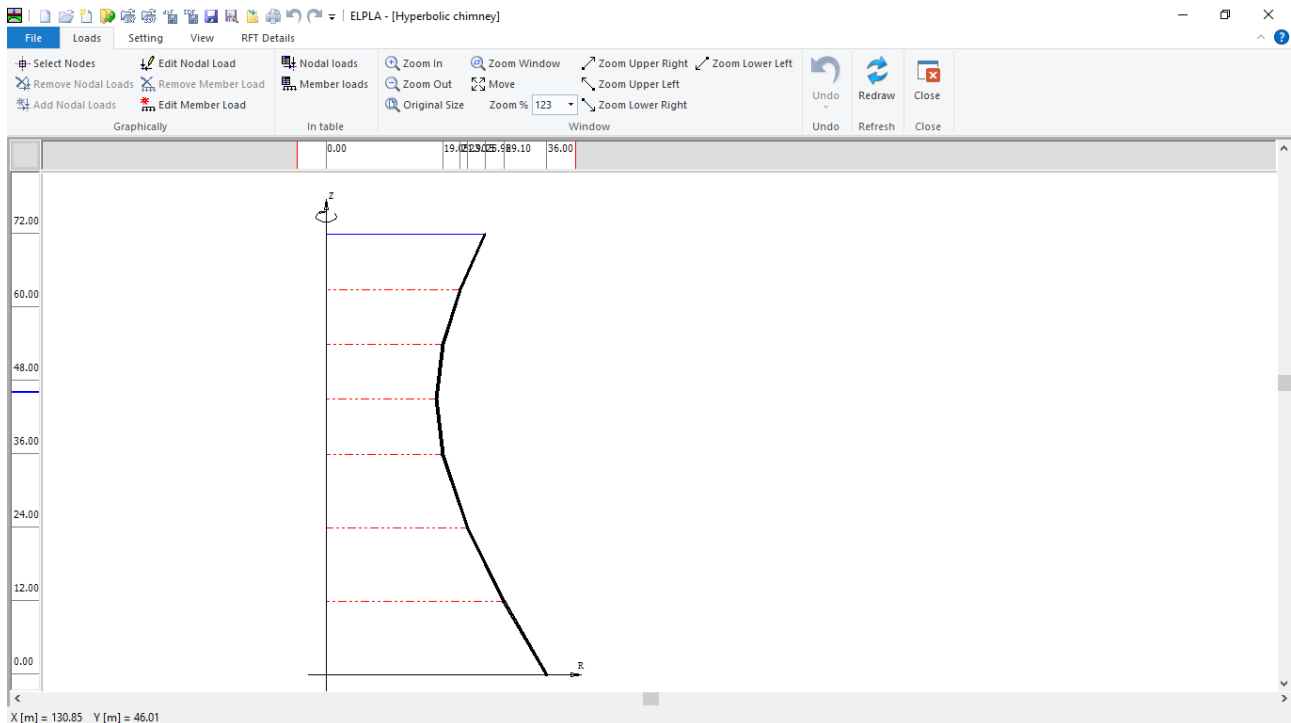 ELPLA - [Hyperbolic chimney]
File Loads Setting View RFT Details
Select Nodes Edit Nodal Load Nodal loads Zoom In Zoom Window Zoom Upper Right Zoom Lower Left
Remove Nodal Loads Remove Member Load Member loads Zoom Out Move Zoom Upper Left Undo Redraw Close
Add Nodal Loads Edit Member Load Original Size Zoom % 123 Zoom Lower Right
Graphically In table Window Undo Refresh Close
0.00 29.10 36.00
Z
72.00
60.00
48.00
36.00
24.00
12.00
0.00
R
X [m] = 130.85 Y [m] = 46.01